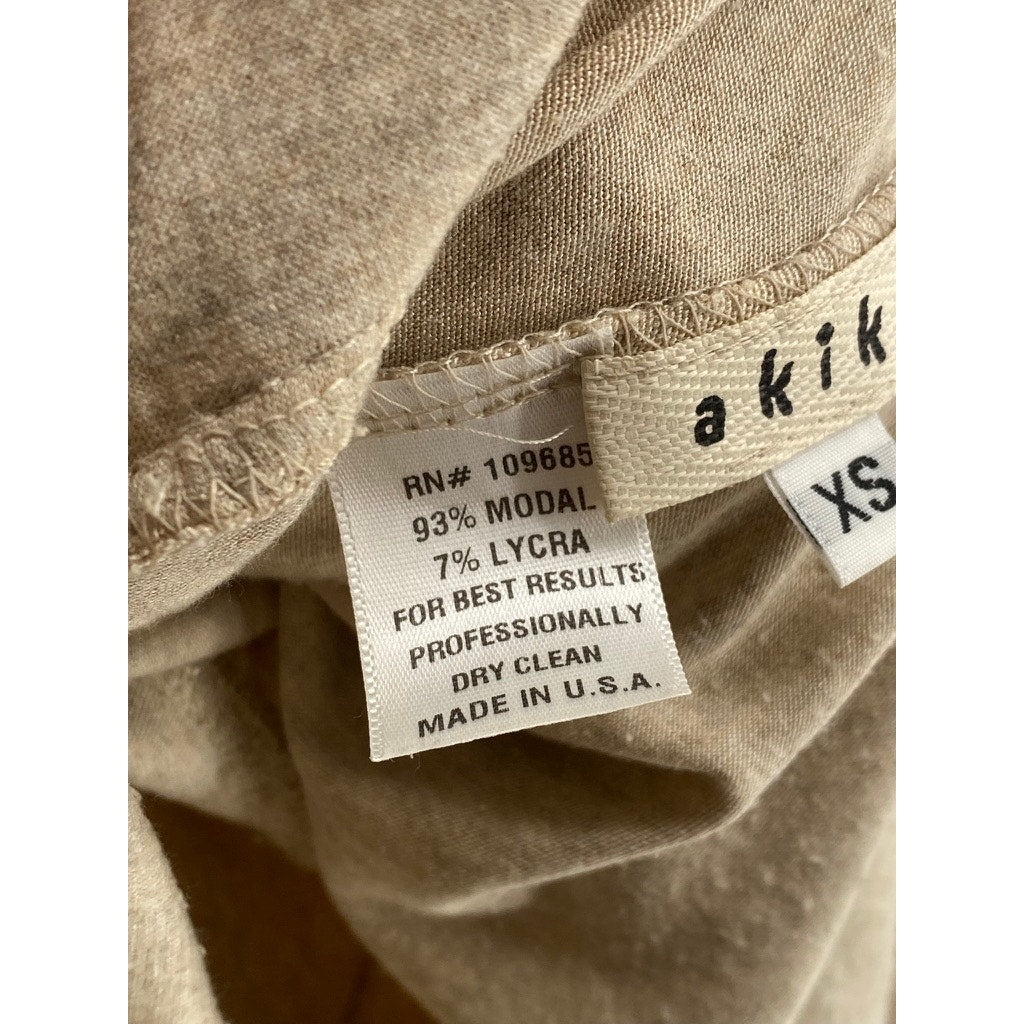 RN# 109685
93% MODAL
7% LYCRA
FOR BEST RESULTS
PROFESSIONALLY
DRY CLEAN
MADE IN U.S.A.
akik
XS